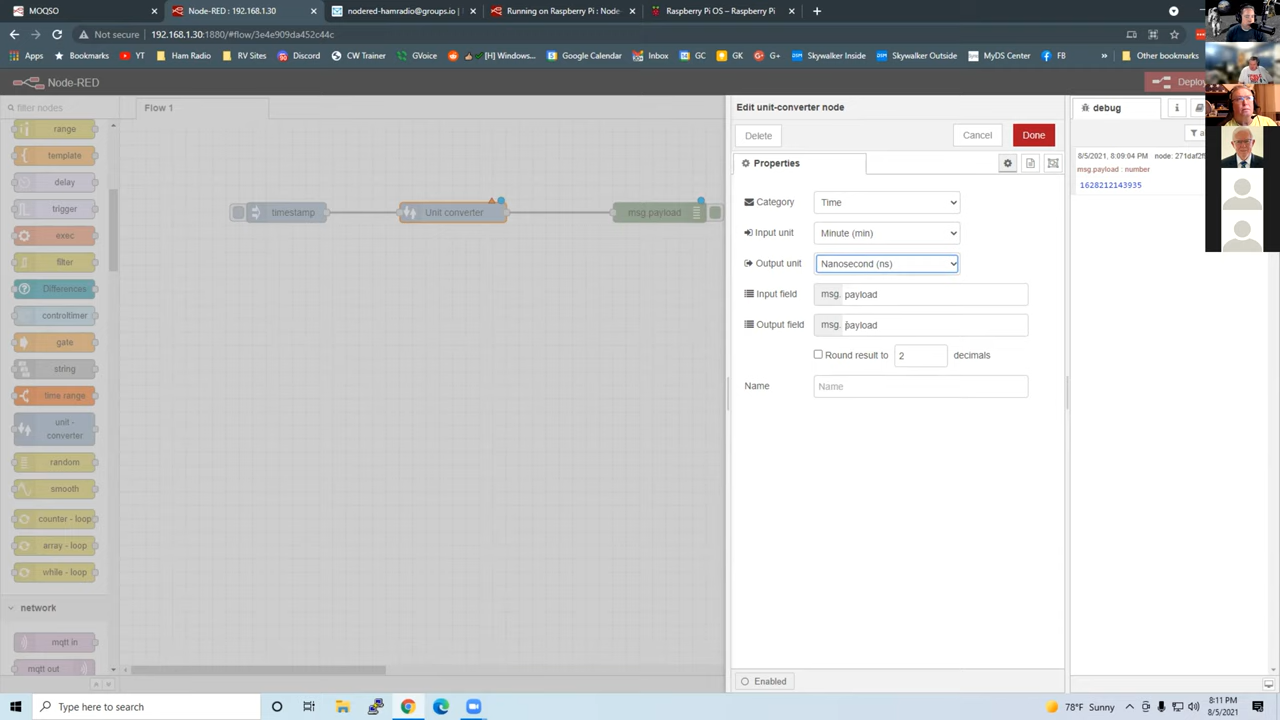 MOQSO
Node-RED: 192.168.1.30
nodered-hamradio@groups.io |
Running on Raspberry Pi : Node-
Raspberry Pi OS – Raspberry Pi
Not secure
192.168.1.30:1880/#flow/3e4e909da452c44c
Apps
Bookmarks
YT
Ham Radio
RV Sites
Discord
CW Trainer
GVoice
[H] Windows...
Google Calendar
GC
GK
G+
Skywalker Inside
Skywalker Outside
MyDS Center
FB
Other bookmarks
Node-RED
Deploy
filter nodes
Flow 1
Edit unit-converter node
debug
i
Delete
Cancel
Done
range
template
delay
trigger
exec
filter
Differences
controltimer
gate
string
time range
unit -
converter
random
smooth
counter - loop
array - loop
while - loop
network
mqtt in
mqtt out
timestamp
Unit converter
msg payload
Properties
Category
Time
Input unit
Minute (min)
Output unit
Nanosecond (ns)
Input field
msg. payload
Output field
msg. payload
Round result to
2
decimals
Name
Name
Enabled
8/5/2021, 8:09:04 PM node: 271daf2f
msg.payload : number
1628212143935
Type here to search
78°F Sunny
8:11 PM
8/5/2021